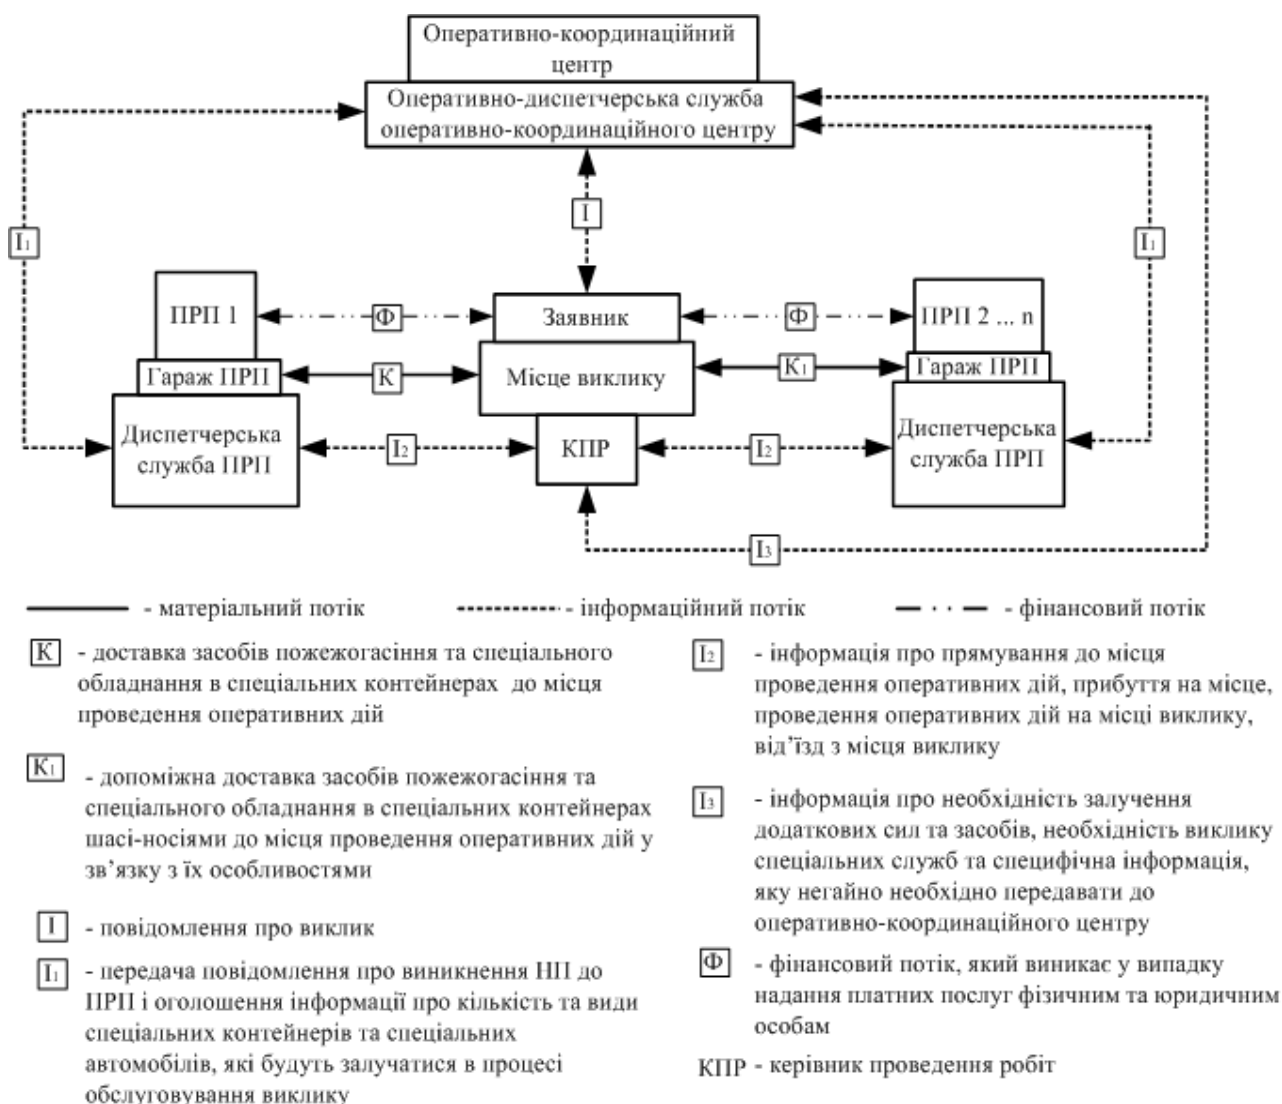 Оперативно-координаційний
центр
Оперативно-диспетчерська служба
оперативно-координаційного центру
I
I₁
I₁
ПРП 1
Ф
Заявник
Ф
ПРП 2 ... n
Гараж ПРП
К
Місце виклику
К₁
Гараж ПРП
Диспетчерська
служба ПРП
I₂
КПР
I₂
Диспетчерська
служба ПРП
I₃
- матеріальний потік
- інформаційний потік
- фінансовий потік
К - доставка засобів пожежогасіння та спеціального
обладнання в спеціальних контейнерах до місця
проведення оперативних дій
К₁ - допоміжна доставка засобів пожежогасіння та
спеціального обладнання в спеціальних контейнерах
шасі-носіями до місця проведення оперативних дій у
зв’язку з їх особливостями
I - повідомлення про виклик
I₁ - передача повідомлення про виникнення НП до
ПРП і оголошення інформації про кількість та види
спеціальних контейнерів та спеціальних
автомобілів, які будуть залучатися в процесі
обслуговування виклику
I₂ - інформація про прямування до місця
проведення оперативних дій, прибуття на місце,
проведення оперативних дій на місці виклику,
від’їзд з місця виклику
I₃ - інформація про необхідність залучення
додаткових сил та засобів, необхідність виклику
спеціальних служб та специфічна інформація,
яку негайно необхідно передавати до
оперативно-координаційного центру
Ф - фінансовий потік, який виникає у випадку
надання платних послуг фізичним та юридичним
особам
КПР - керівник проведення робіт